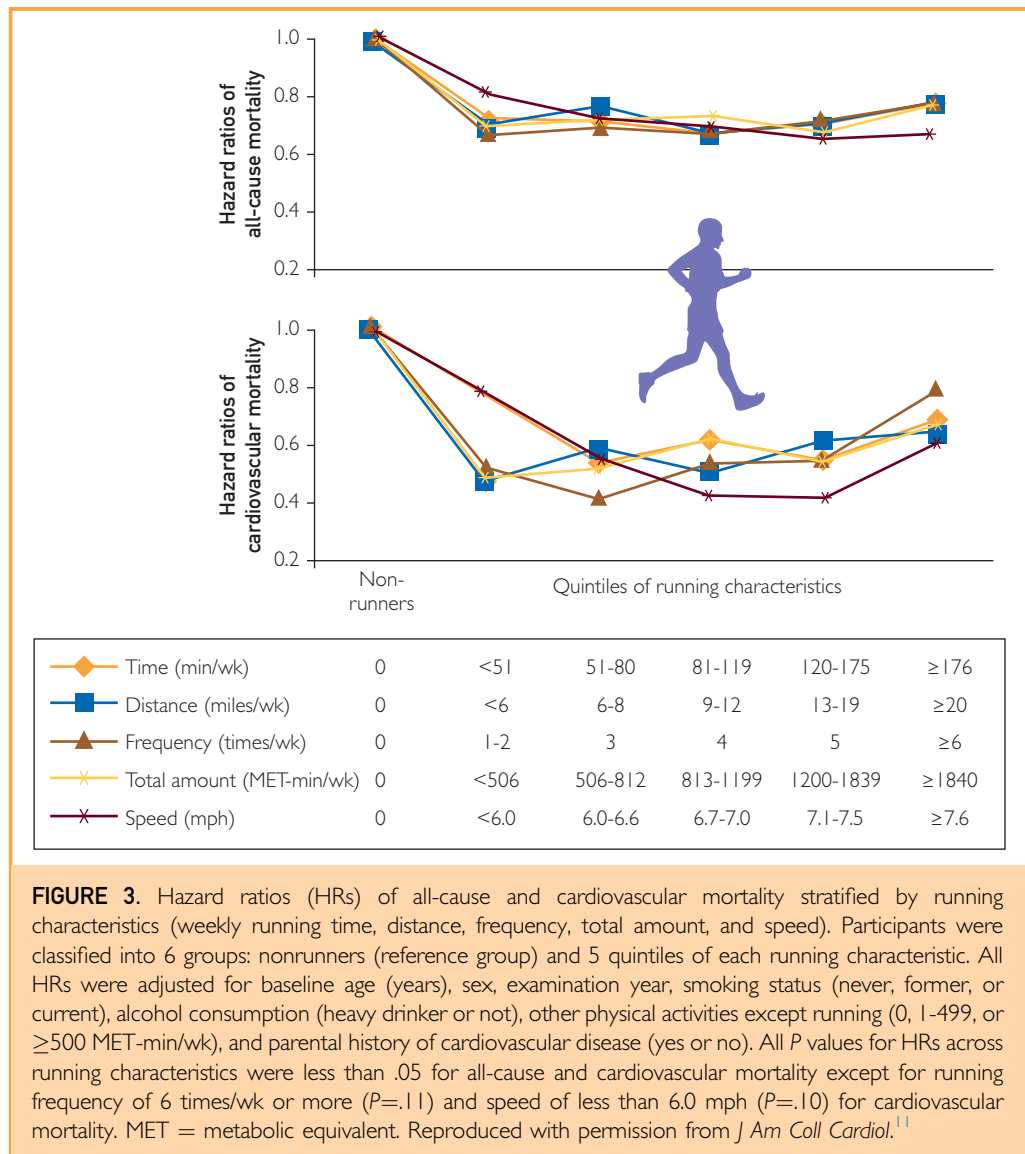 Hazard ratios of
all-cause mortality
1.0
0.8
0.6
0.4
0.2
Hazard ratios of
cardiovascular mortality
1.0
0.8
0.6
0.4
0.2
Non-
runners
Quintiles of running characteristics
Time (min/wk) 0 <51 51-80 81-119 120-175 ≥176
Distance (miles/wk) 0 <6 6-8 9-12 13-19 ≥20
Frequency (times/wk) 0 1-2 3 4 5 ≥6
Total amount (MET-min/wk) 0 <506 506-812 813-1199 1200-1839 ≥1840
Speed (mph) 0 <6.0 6.0-6.6 6.7-7.0 7.1-7.5 ≥7.6
FIGURE 3. Hazard ratios (HRs) of all-cause and cardiovascular mortality stratified by running
characteristics (weekly running time, distance, frequency, total amount, and speed). Participants were
classified into 6 groups: nonrunners (reference group) and 5 quintiles of each running characteristic. All
HRs were adjusted for baseline age (years), sex, examination year, smoking status (never, former, or
current), alcohol consumption (heavy drinker or not), other physical activities except running (0, 1-499, or
≥500 MET-min/wk), and parental history of cardiovascular disease (yes or no). All P values for HRs across
running characteristics were less than .05 for all-cause and cardiovascular mortality except for running
frequency of 6 times/wk or more (P=.11) and speed of less than 6.0 mph (P=.10) for cardiovascular
mortality. MET = metabolic equivalent. Reproduced with permission from J Am Coll Cardiol.11